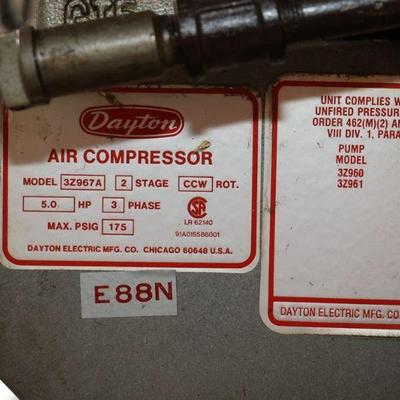 Dayton
AIR COMPRESSOR
MODEL 3Z967A 2 STAGE CCW ROT.
5.0 HP 3 PHASE
MAX. PSIG 175
LR 62140
91A015586001
DAYTON ELECTRIC MFG. CO. CHICAGO 60648 U.S.A.
E88N
UNIT COMPLIES W
UNFIRED PRESSUR
ORDER 462(M)(2) AN
VIII DIV. 1, PARA
PUMP
MODEL
3Z960
3Z961
DAYTON ELECTRIC MFG. CO.